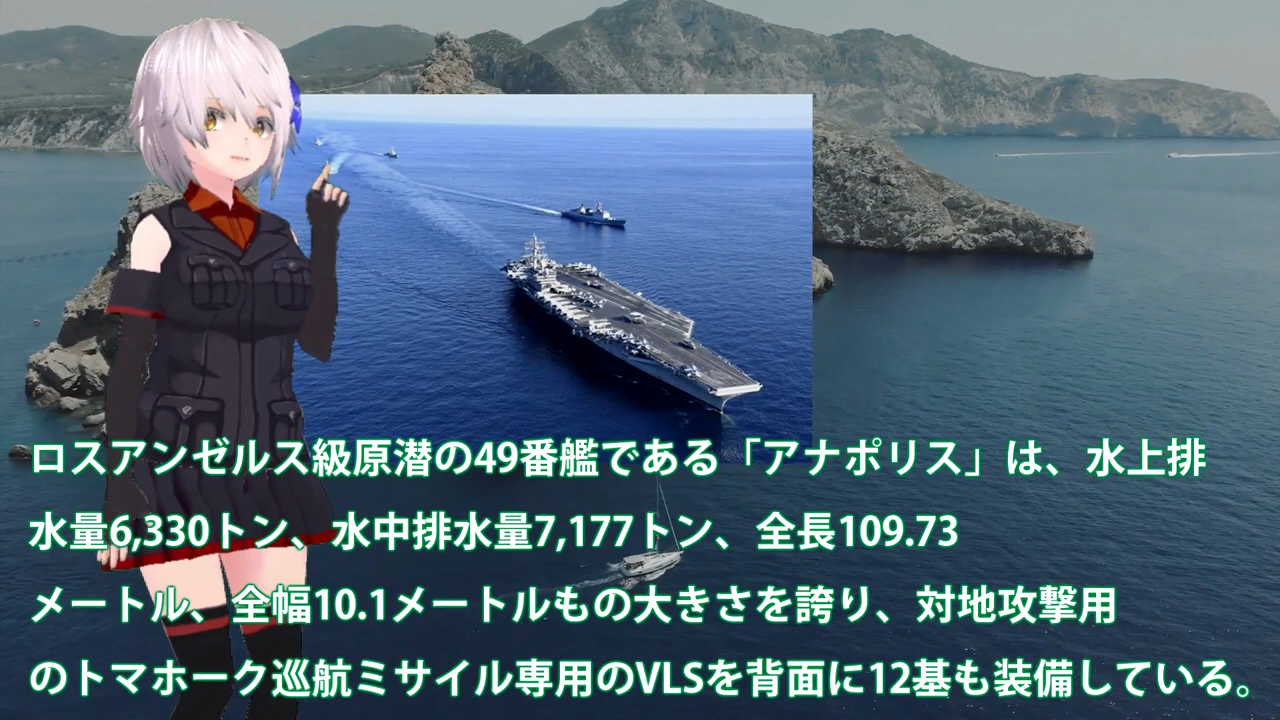 ロスアンゼルス級原潜の49番艦である「アナポリス」は、水上排
水量6,330トン、水中排水量7,177トン、全長109.73
メートル、全幅10.1メートルもの大きさを誇り、対地攻撃用
のトマホーク巡航ミサイル専用のVLSを背面に12基も装備している。